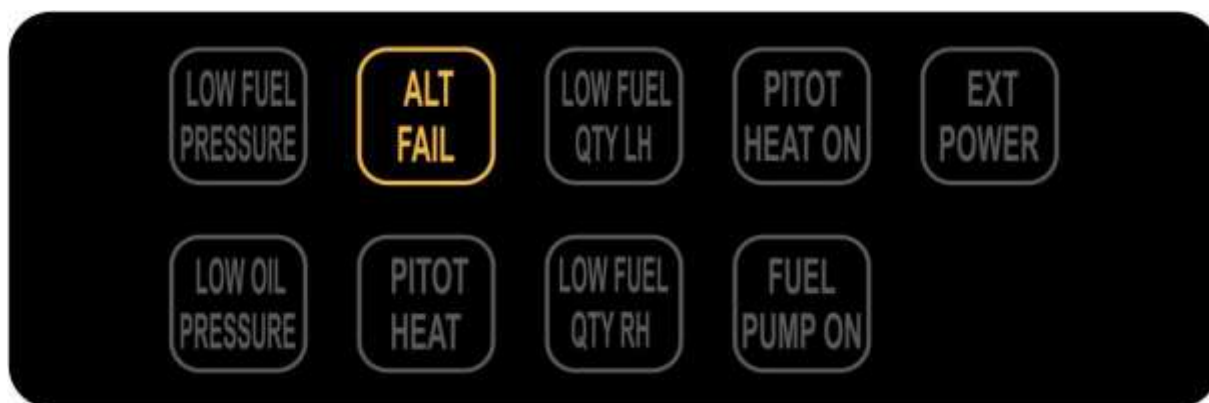 LOW FUEL
PRESSURE
ALT
FAIL
LOW FUEL
QTY LH
PITOT
HEAT ON
EXT
POWER
LOW OIL
PRESSURE
PITOT
HEAT
LOW FUEL
QTY RH
FUEL
PUMP ON